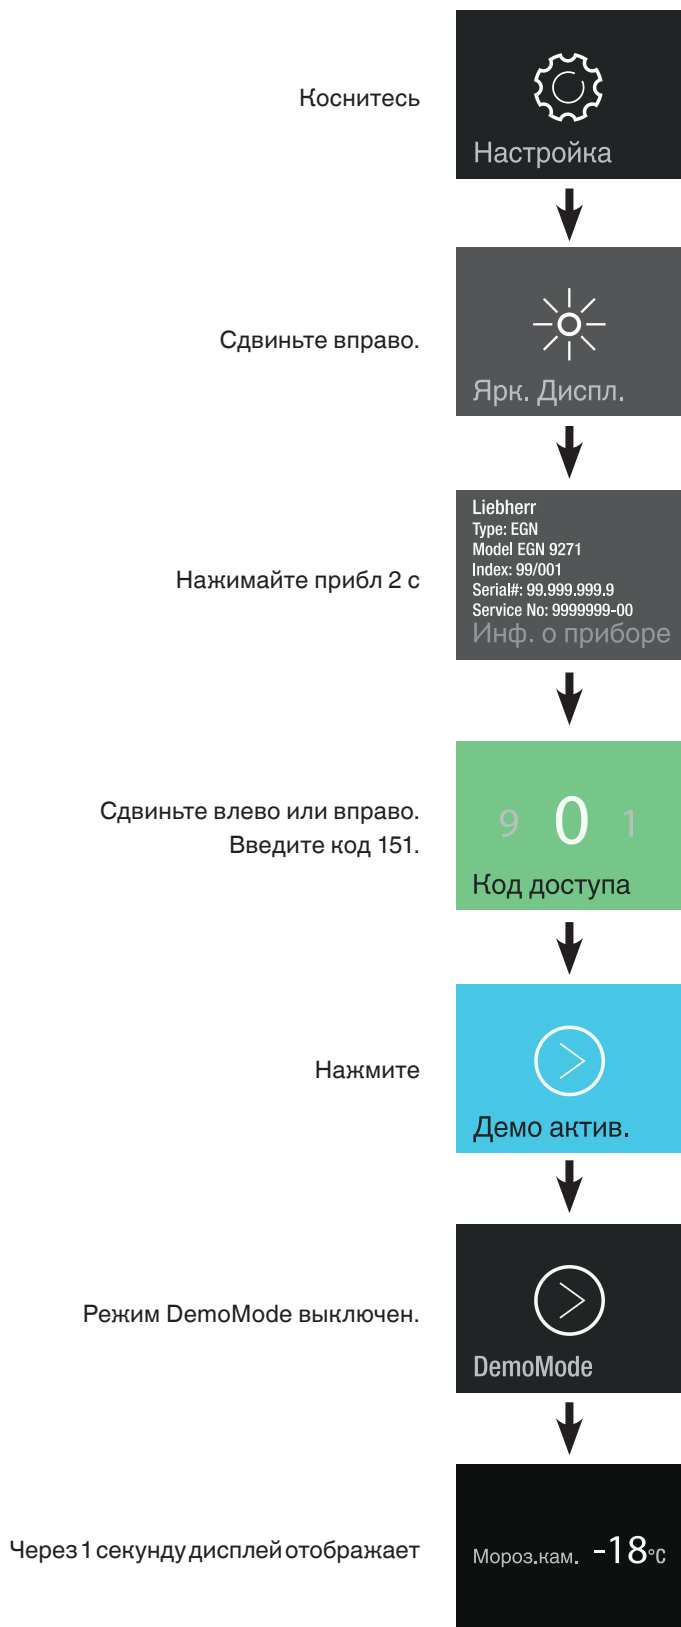 Коснитесь
Настройка
Сдвиньте вправо.
Ярк. Диспл.
Нажимайте прибл 2 с
Liebherr
Type: EGN
Model EGN 9271
Index: 99/001
Serial#: 99.999.999.9
Service No: 9999999-00
Инф. о приборе
Сдвиньте влево или вправо.
Введите код 151.
9 0 1
Код доступа
Нажмите
Демо актив.
Режим DemoMode выключен.
DemoMode
Через 1 секунду дисплей отображает
Мороз.кам. -18°C